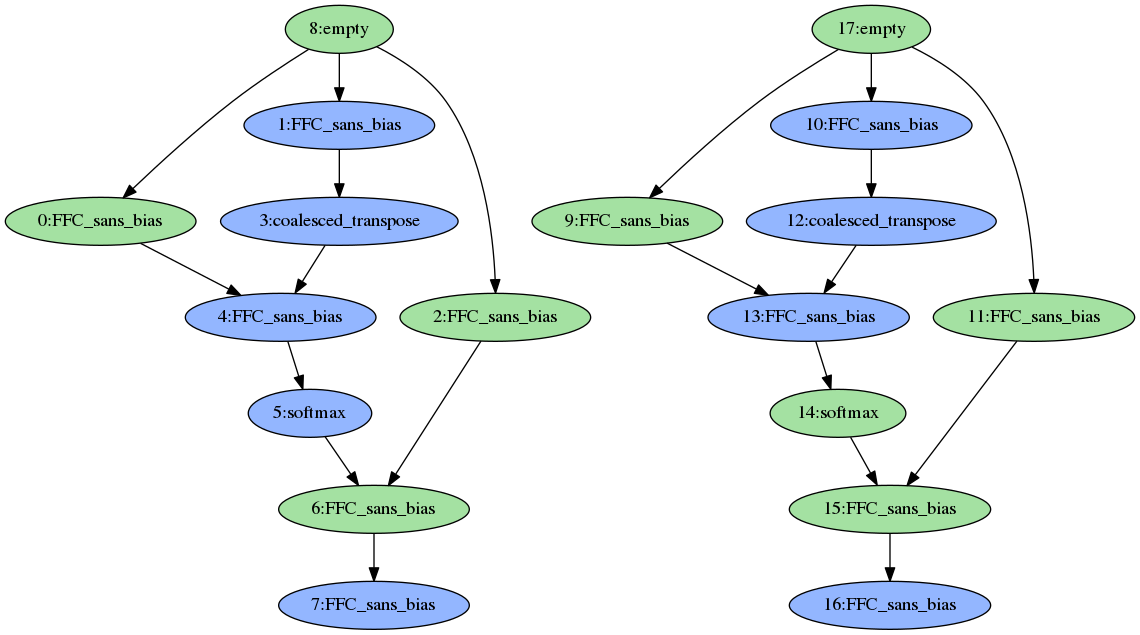 8:empty
17:empty
1:FFC_sans_bias
10:FFC_sans_bias
0:FFC_sans_bias
3:coalesced_transpose
9:FFC_sans_bias
12:coalesced_transpose
4:FFC_sans_bias
2:FFC_sans_bias
13:FFC_sans_bias
11:FFC_sans_bias
5:softmax
14:softmax
6:FFC_sans_bias
15:FFC_sans_bias
7:FFC_sans_bias
16:FFC_sans_bias